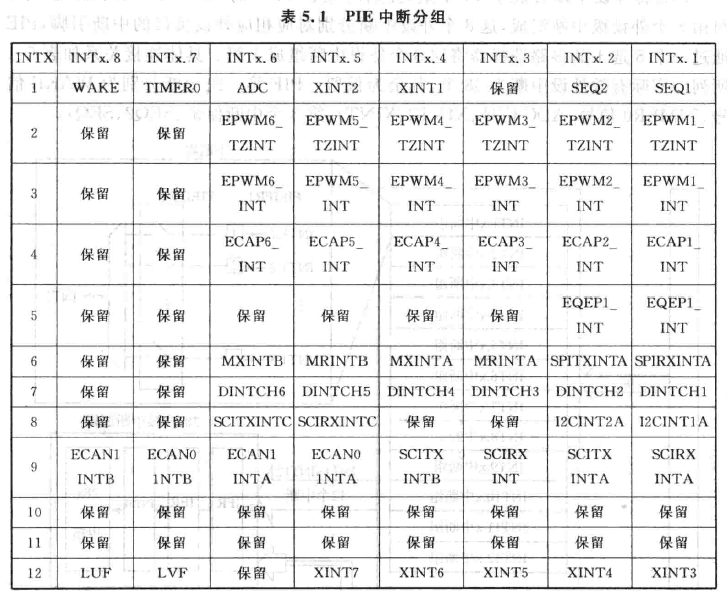 表 5.1 PIE 中断分组
INTX INTx. 8 INTx. 7 INTx. 6 INTx. 5 INTx. 4 INTx. 3 INTx. 2 INTx. 1
1 WAKE TIMER0 ADC XINT2 XINT1 保留 SEQ2 SEQ1
2 保留 保留 EPWM6_ TZINT EPWM5_ TZINT EPWM4_ TZINT EPWM3_ TZINT EPWM2_ TZINT EPWM1_ TZINT
3 保留 保留 EPWM6_ INT EPWM5_ INT EPWM4_ INT EPWM3_ INT EPWM2_ INT EPWM1_ INT
4 保留 保留 ECAP6_ INT ECAP5_ INT ECAP4_ INT ECAP3_ INT ECAP2_ INT ECAP1_ INT
5 保留 保留 保留 保留 保留 保留 EQEP1_ INT EQEP1_ INT
6 保留 保留 MXINTB MRINTB MXINTA MRINTA SPITXINTA SPIRXINTA
7 保留 保留 DINTCH6 DINTCH5 DINTCH4 DINTCH3 DINTCH2 DINTCH1
8 保留 保留 SCITXINTC SCIRXINTC 保留 保留 I2CINT2A I2CINT1A
9 ECAN1 INTB ECAN0 1NTB ECAN1 INTA ECAN0 1NTA SCITX INTB SCIRX INT SCITX INTA SCIRX INTA
10 保留 保留 保留 保留 保留 保留 保留 保留
11 保留 保留 保留 保留 保留 保留 保留 保留
12 LUF LVF 保留 XINT7 XINT6 XINT5 XINT4 XINT3